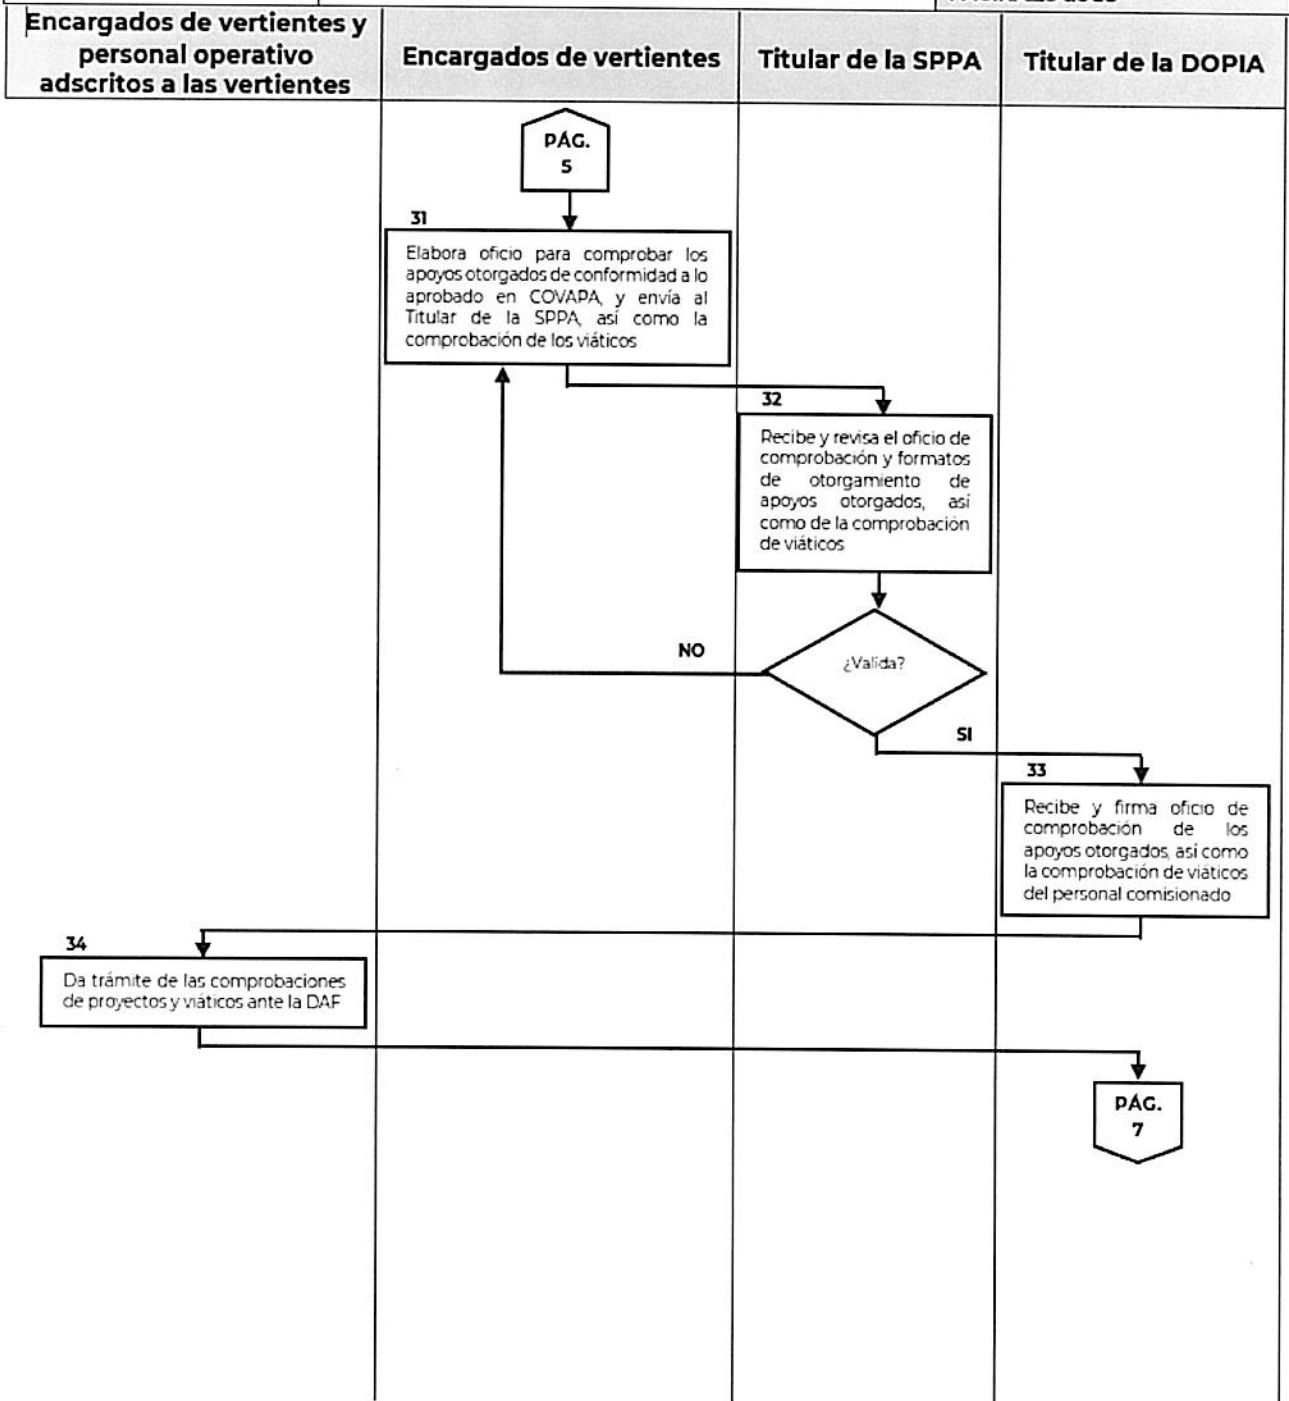 Encargados de vertientes y
personal operativo
adscritos a las vertientes
Encargados de vertientes
Titular de la SPPA
Titular de la DOPIA
PÁG.
5
31
Elabora oficio para comprobar los
apoyos otorgados de conformidad a lo
aprobado en COVAPA, y envía al
Titular de la SPPA, así como la
comprobación de los viáticos
32
Recibe y revisa el oficio de
comprobación y formatos
de otorgamiento de
apoyos otorgados, así
como de la comprobación
de viáticos
¿Valida?
NO
SI
33
Recibe y firma oficio de
comprobación de los
apoyos otorgados, así como
la comprobación de viáticos
del personal comisionado
34
Da trámite de las comprobaciones
de proyectos y viáticos ante la DAF
PÁG.
7